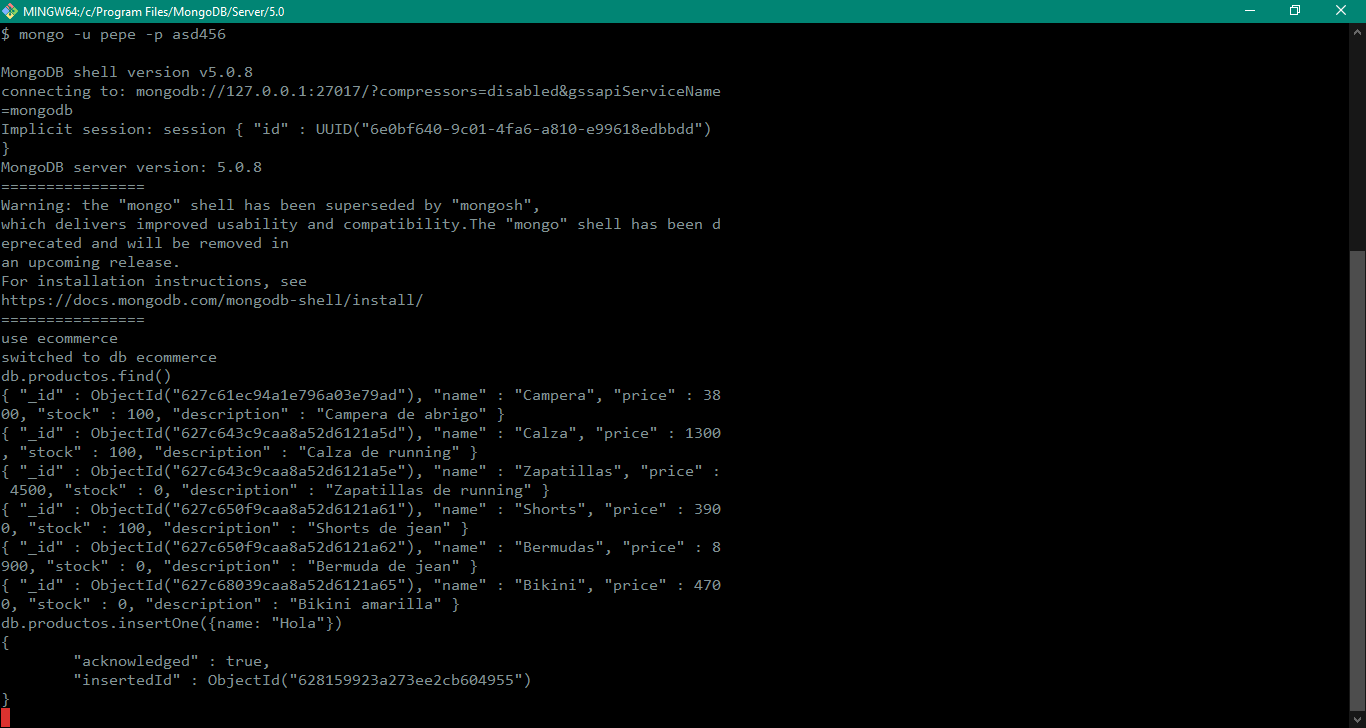 MINGW64:/c/Program Files/MongoDB/Server/5.0
$ mongo -u pepe -p asd456
MongoDB shell version v5.0.8
connecting to: mongodb://127.0.0.1:27017/?compressors=disabled&gssapiServiceName
=mongodb
Implicit session: session { "id" : UUID("6e0bf640-9c01-4fa6-a810-e99618edbbdd")
}
MongoDB server version: 5.0.8
================
Warning: the "mongo" shell has been superseded by "mongosh",
which delivers improved usability and compatibility.The "mongo" shell has been d
eprecated and will be removed in
an upcoming release.
For installation instructions, see
https://docs.mongodb.com/mongodb-shell/install/
================
use ecommerce
switched to db ecommerce
db.productos.find()
{ "_id" : ObjectId("627c61ec94a1e796a03e79ad"), "name" : "Campera", "price" : 38
00, "stock" : 100, "description" : "Campera de abrigo" }
{ "_id" : ObjectId("627c643c9caa8a52d6121a5d"), "name" : "Calza", "price" : 1300
, "stock" : 100, "description" : "Calza de running" }
{ "_id" : ObjectId("627c643c9caa8a52d6121a5e"), "name" : "Zapatillas", "price" :
 4500, "stock" : 0, "description" : "Zapatillas de running" }
{ "_id" : ObjectId("627c650f9caa8a52d6121a61"), "name" : "Shorts", "price" : 390
0, "stock" : 100, "description" : "Shorts de jean" }
{ "_id" : ObjectId("627c650f9caa8a52d6121a62"), "name" : "Bermudas", "price" : 8
900, "stock" : 0, "description" : "Bermuda de jean" }
{ "_id" : ObjectId("627c68039caa8a52d6121a65"), "name" : "Bikini", "price" : 470
0, "stock" : 0, "description" : "Bikini amarilla" }
db.productos.insertOne({name: "Hola"})
{
        "acknowledged" : true,
        "insertedId" : ObjectId("628159923a273ee2cb604955")
}